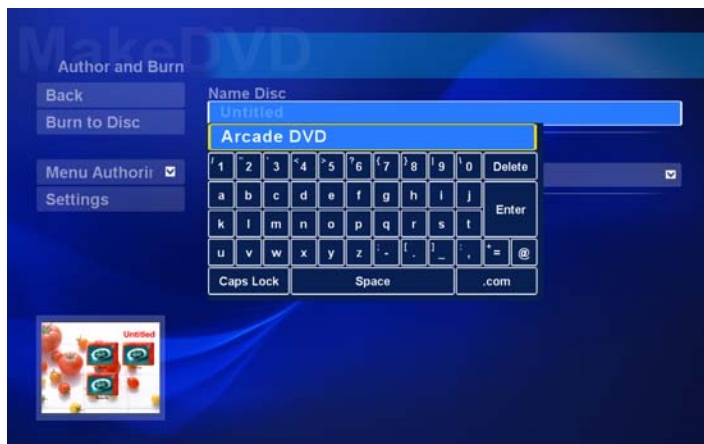 MakeDVD
Author and Burn
Back
Burn to Disc
Menu Authorin
Settings
Name Disc
Untitled
Arcade DVD
/ 1 " 2 ' 3 < 4 > 5 ? 6 { 7 } 8 | 9 \ 0 Delete
a b c d e f g h i j
Enter
k l m n o p q r s t
u v w x y z ; - [ . ] _ : , + = @
Caps Lock Space .com
Untitled